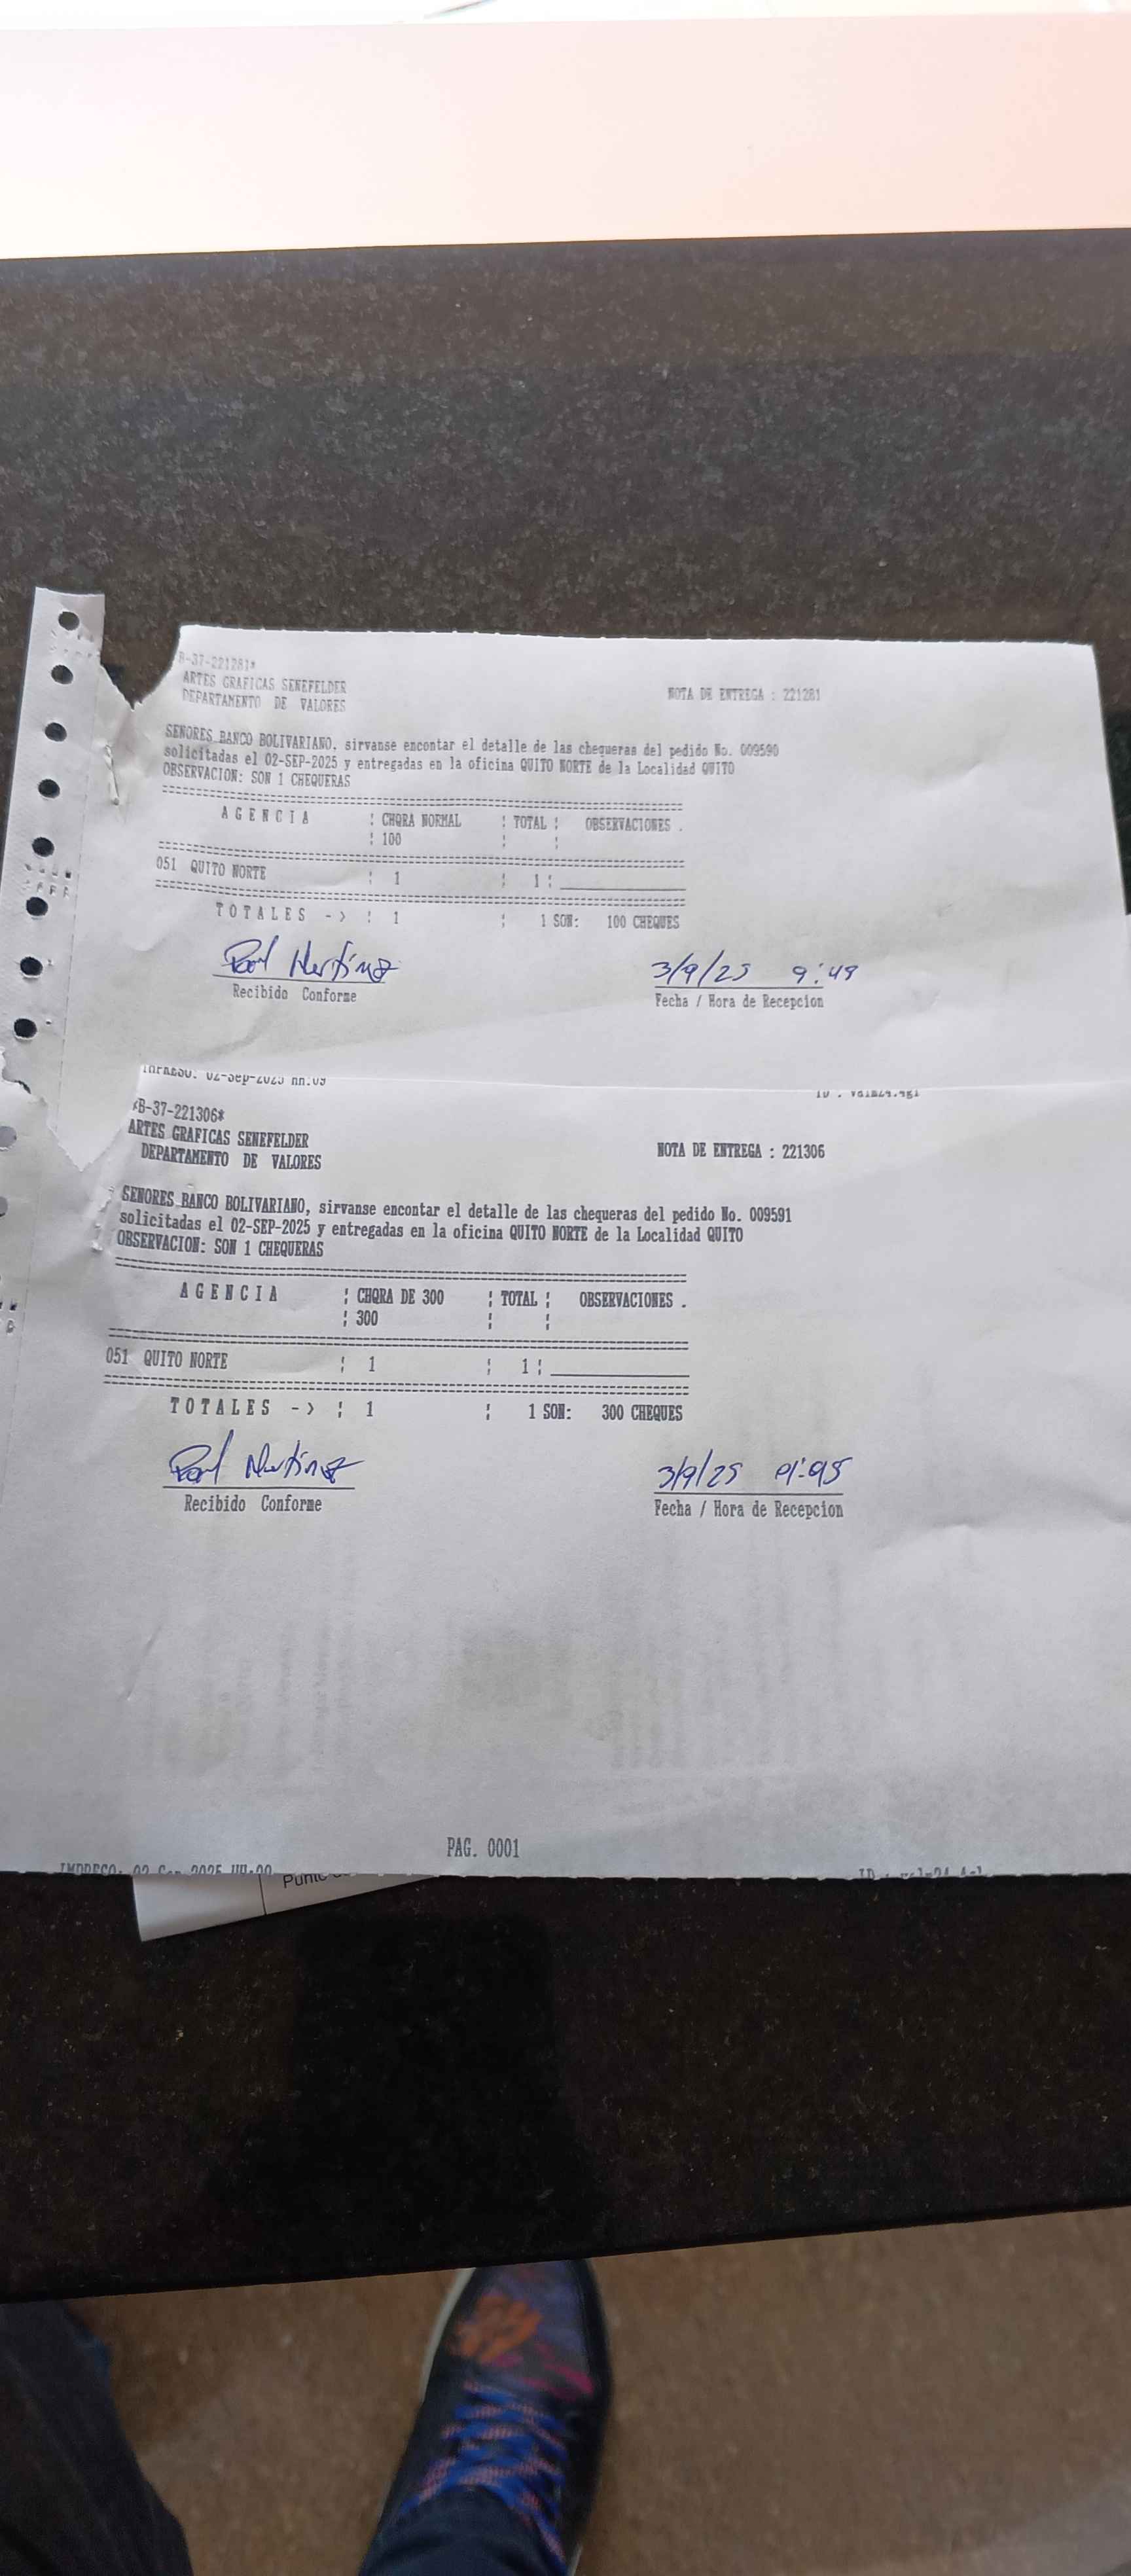 B-37-221281*
ARTES GRAFICAS SENEFELDER
DEPARTAMENTO DE VALORES
NOTA DE ENTREGA : 221281
SENORES BANCO BOLIVARIANO, sirvanse encontar el detalle de las chequeras del pedido No. 009590
solicitadas el 02-SEP-2025 y entregadas en la oficina QUITO NORTE de la Localidad QUITO
OBSERVACION: SON 1 CHEQUERAS
A G E N C I A ¦ CHQRA NORMAL ¦ TOTAL ¦ OBSERVACIONES .
¦ 100 ¦ ¦
051 QUITO NORTE ¦ 1 ¦ 1 ¦
T O T A L E S - > ¦ 1 ¦ 1 SON: 100 CHEQUES
Martinez
3/9/25 9:49
Recibido Conforme
Fecha / Hora de Recepcion
02-Sep-2025
*B-37-221306*
ARTES GRAFICAS SENEFELDER
DEPARTAMENTO DE VALORES
NOTA DE ENTREGA : 221306
SENORES BANCO BOLIVARIANO, sirvanse encontar el detalle de las chequeras del pedido No. 009591
solicitadas el 02-SEP-2025 y entregadas en la oficina QUITO NORTE de la Localidad QUITO
OBSERVACION: SON 1 CHEQUERAS
A G E N C I A ¦ CHQRA DE 300 ¦ TOTAL ¦ OBSERVACIONES .
¦ 300 ¦ ¦
051 QUITO NORTE ¦ 1 ¦ 1 ¦
T O T A L E S - > ¦ 1 ¦ 1 SON: 300 CHEQUES
Martinez
3/9/25
Recibido Conforme
Fecha / Hora de Recepcion
PAG. 0001